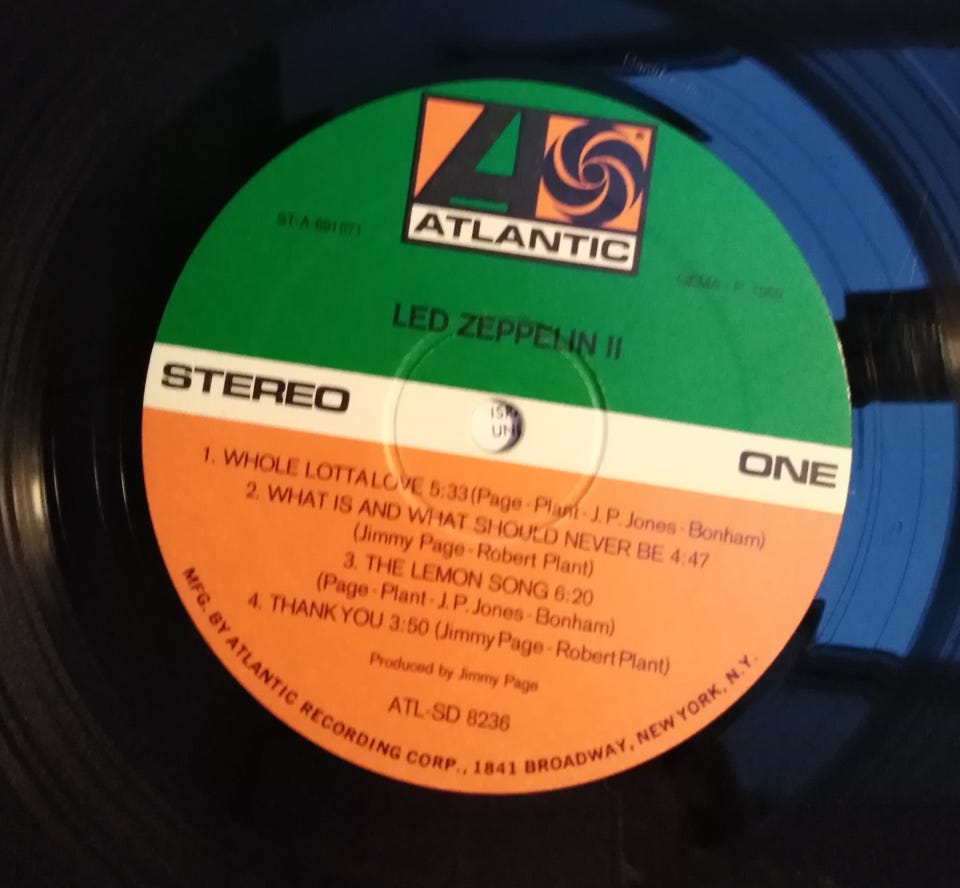 ATLANTIC
ST-A-691671
GEMA - P 1969
LED ZEPPELIN II
STEREO
ONE
1. WHOLE LOTTA LOVE 5:33 (Page - Plant - J. P. Jones - Bonham)
2. WHAT IS AND WHAT SHOULD NEVER BE 4:47
(Jimmy Page - Robert Plant)
3. THE LEMON SONG 6:20
(Page - Plant - J. P. Jones - Bonham)
4. THANK YOU 3:50 (Jimmy Page - Robert Plant)
Produced by Jimmy Page
ATL-SD 8236
MFG. BY ATLANTIC RECORDING CORP., 1841 BROADWAY, NEW YORK, N.Y.